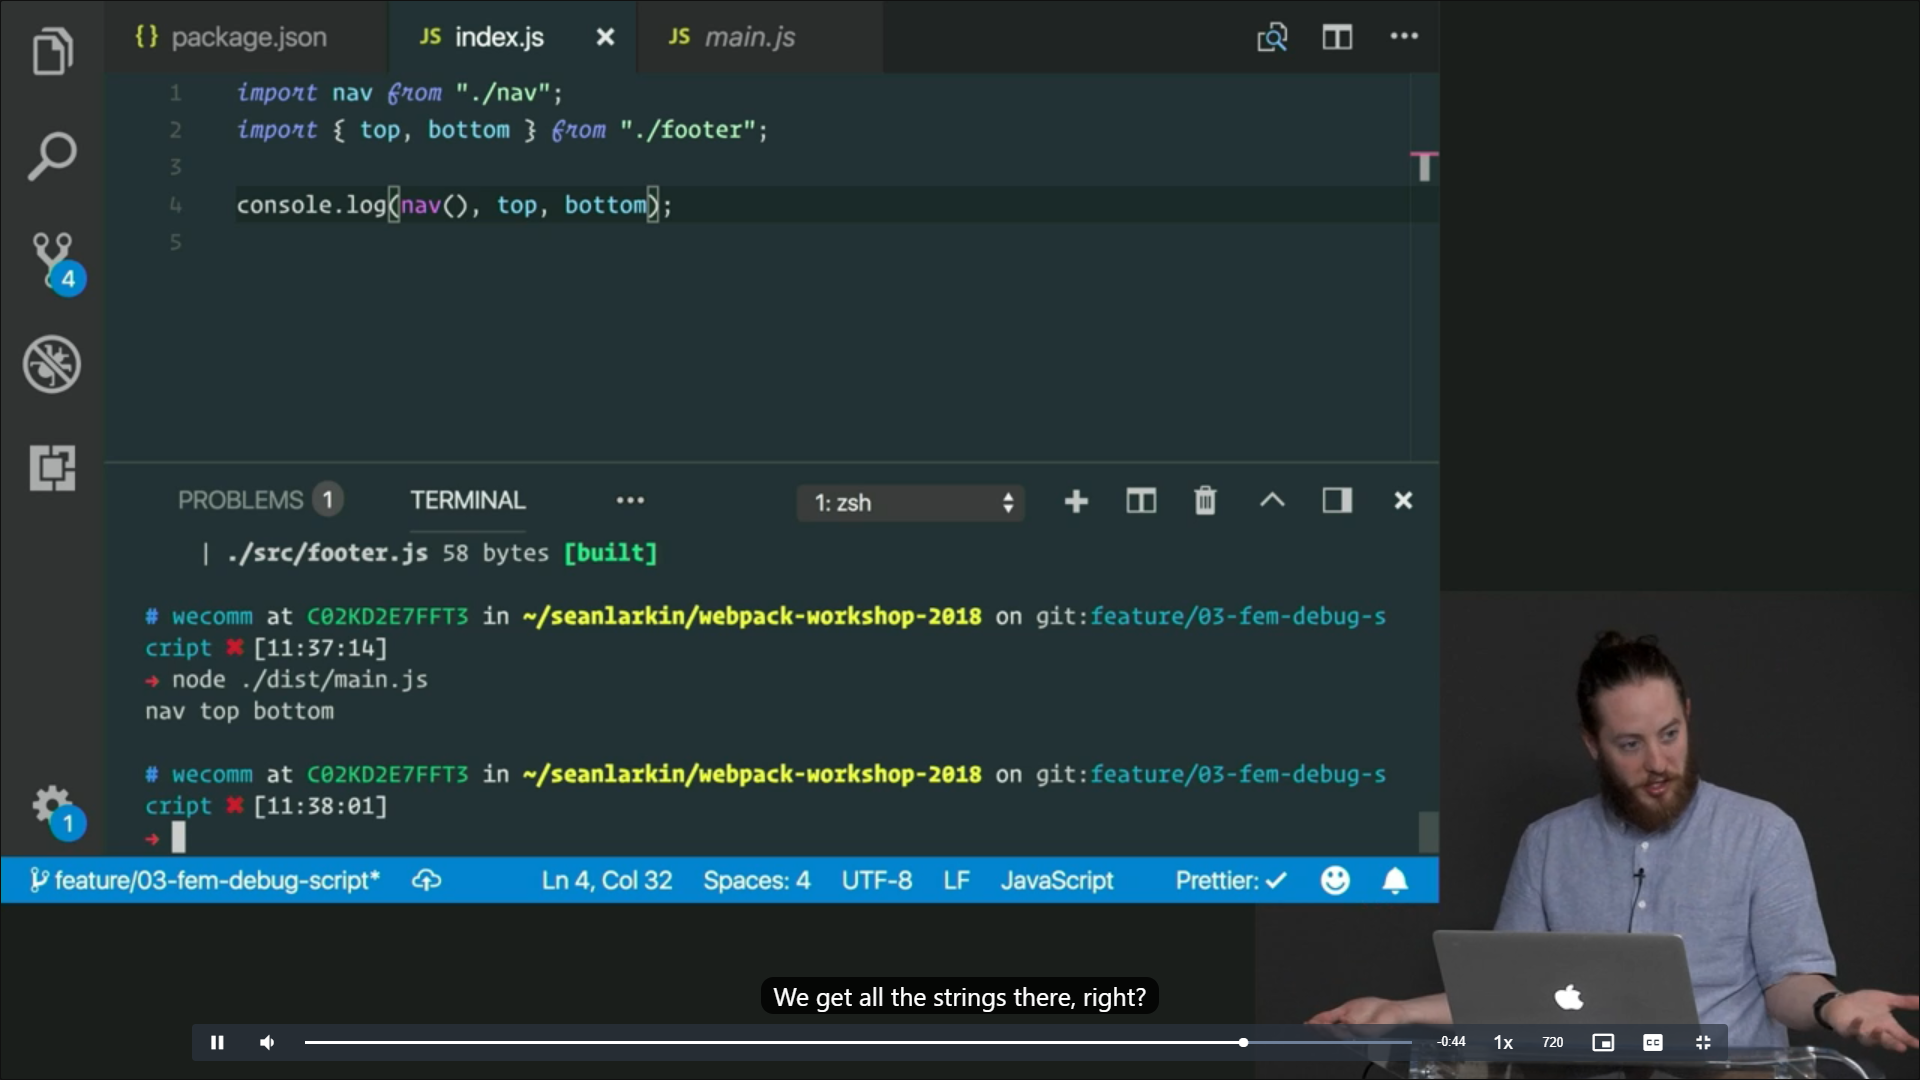 {} package.json
JS index.js
JS main.js
1 import nav from "./nav";
2 import { top, bottom } from "./footer";
3
4 console.log(nav(), top, bottom);
5
4
1
PROBLEMS 1
TERMINAL
1: zsh
| ./src/footer.js 58 bytes [built]
# wecomm at C02KD2E7FFT3 in ~/seanlarkin/webpack-workshop-2018 on git:feature/03-fem-debug-s
cript ✖ [11:37:14]
→ node ./dist/main.js
nav top bottom
# wecomm at C02KD2E7FFT3 in ~/seanlarkin/webpack-workshop-2018 on git:feature/03-fem-debug-s
cript ✖ [11:38:01]
→
feature/03-fem-debug-script*
Ln 4, Col 32
Spaces: 4
UTF-8
LF
JavaScript
Prettier: ✓
We get all the strings there, right?
-0:44
1x
720
CC